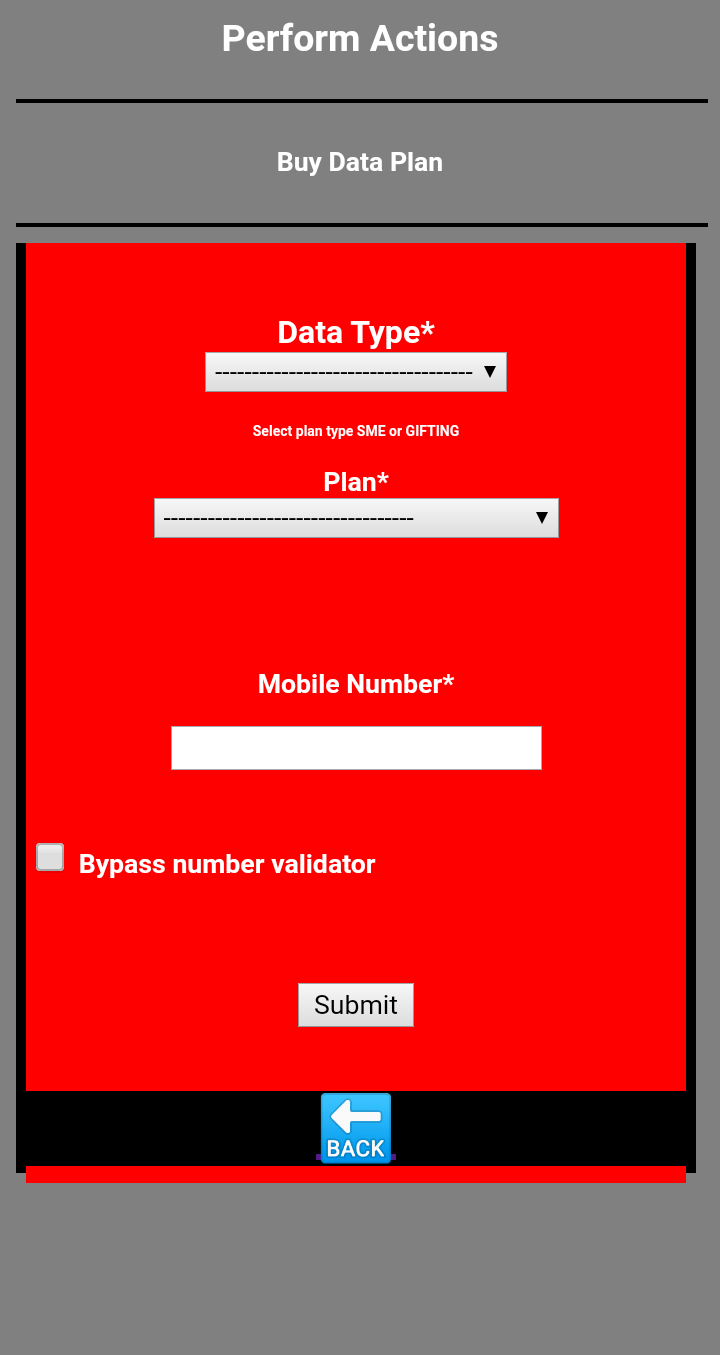 Perform Actions
Buy Data Plan
Data Type*
-----------------------------------
Select plan type SME or GIFTING
Plan*
----------------------------------
Mobile Number*
Bypass number validator
Submit
BACK